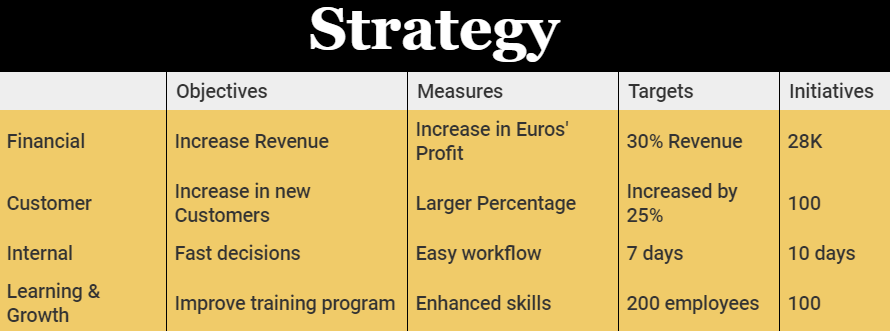 Strategy
Objectives Measures Targets Initiatives
Financial Increase Revenue Increase in Euros' Profit 30% Revenue 28K
Customer Increase in new Customers Larger Percentage Increased by 25% 100
Internal Fast decisions Easy workflow 7 days 10 days
Learning & Growth Improve training program Enhanced skills 200 employees 100